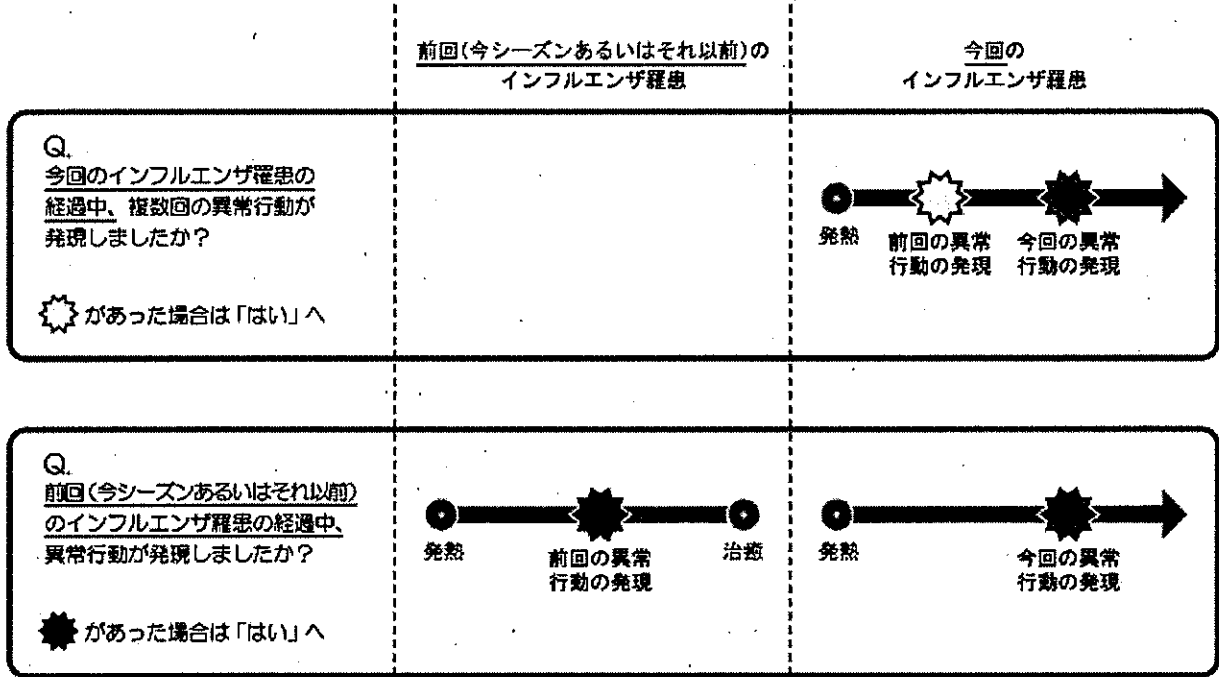 前回(今シーズンあるいはそれ以前)の
インフルエンザ罹患
今回の
インフルエンザ罹患
Q.
今回のインフルエンザ罹患の
経過中、複数回の異常行動が
発現しましたか？
があった場合は「はい」へ
発熱
前回の異常
行動の発現
今回の異常
行動の発現
Q.
前回(今シーズンあるいはそれ以前)
のインフルエンザ罹患の経過中、
異常行動が発現しましたか？
があった場合は「はい」へ
発熱
前回の異常
行動の発現
治癒
発熱
今回の異常
行動の発現